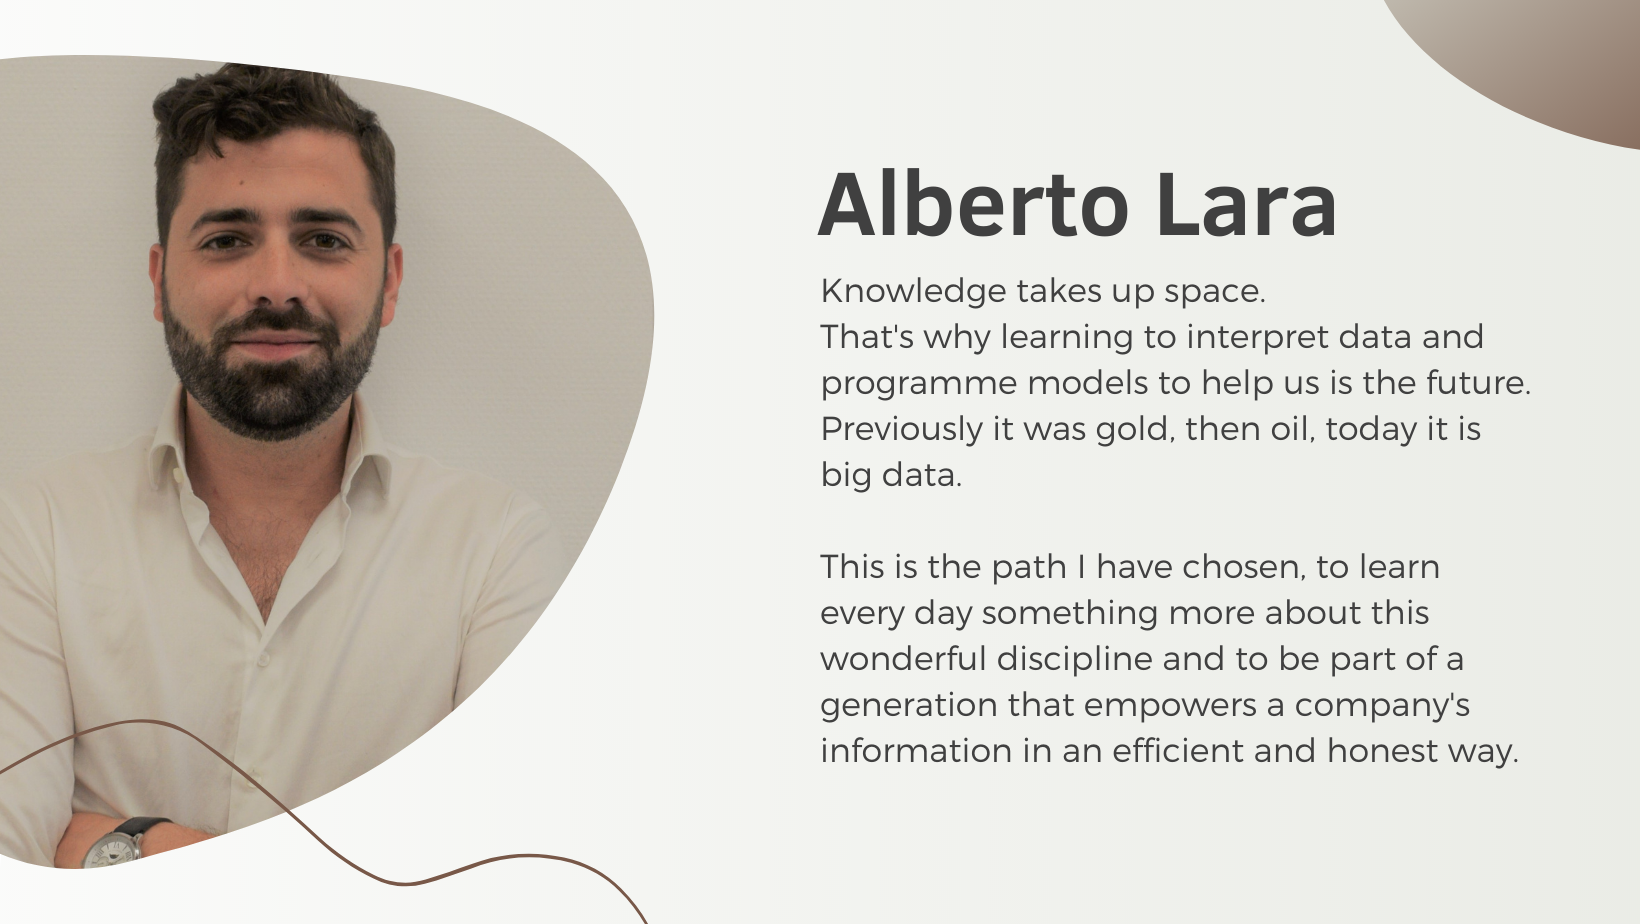 Alberto Lara
Knowledge takes up space.
That's why learning to interpret data and
programme models to help us is the future.
Previously it was gold, then oil, today it is
big data.
This is the path I have chosen, to learn
every day something more about this
wonderful discipline and to be part of a
generation that empowers a company's
information in an efficient and honest way.